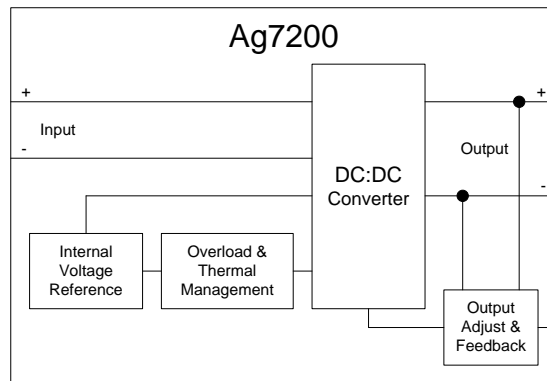 Ag7200
+
+
Input
-
DC:DC
Converter
Output
-
Internal
Voltage
Reference
Overload &
Thermal
Management
Output
Adjust &
Feedback